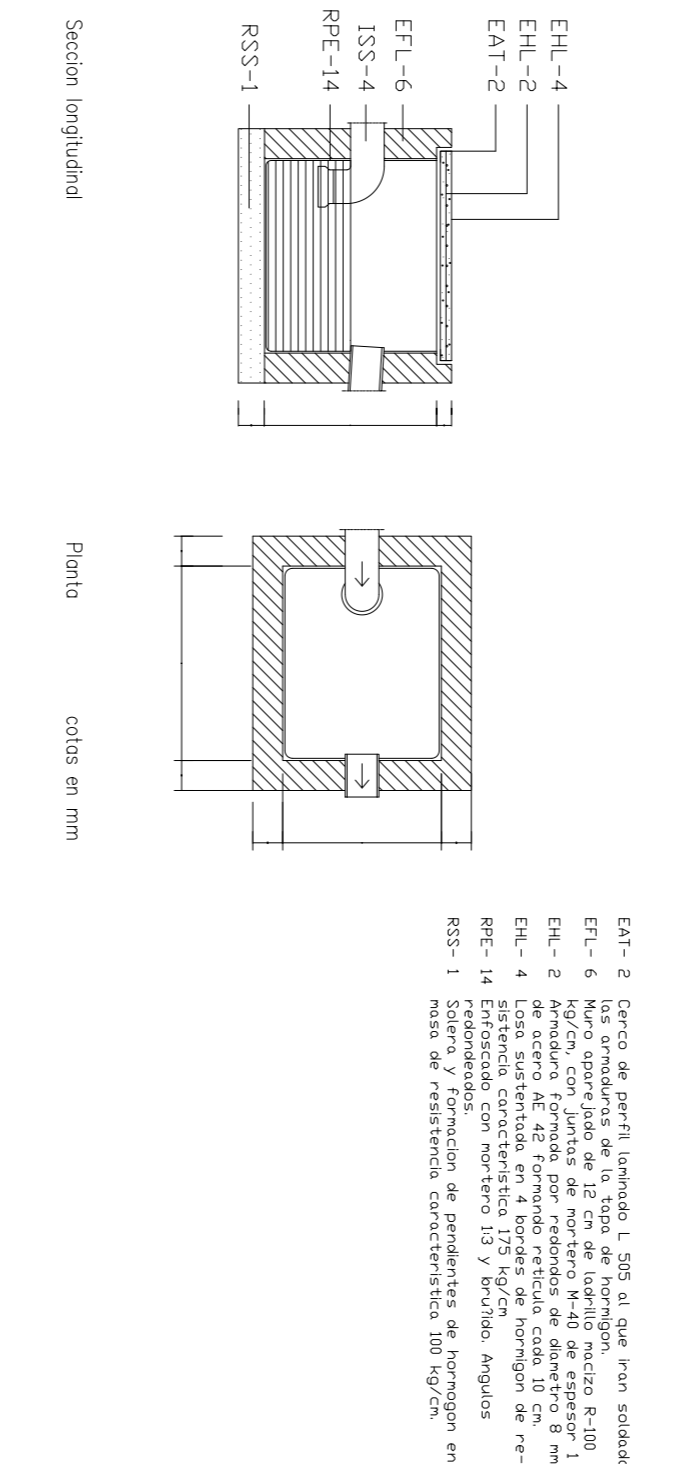 EHL-4
EHL-2
EAT-2
EFL-6
ISS-4
RPE-14
RSS-1
Seccion longitudinal
Planta
cotas en mm
EAT- 2 Cerco de perfil laminado L 505 al que iran soldado
las armaduras de la tapa de hormigon.
EFL- 6 Muro aparejado de 12 cm de ladrillo macizo R-100
kg/cm, con juntas de mortero M-40 de espesor 1
EHL- 2 Armadura formada por redondos de diametro 8 mm
de acero AE 42 formando reticula cada 10 cm.
EHL- 4 Losa sustentada en 4 bordes de hormigon de re-
sistencia caracteristica 175 kg/cm
RPE- 14 Enfoscado con mortero 1:3 y bru?ido. Angulos
redondeados.
RSS- 1 Solera y formacion de pendientes de hormogon en
masa de resistencia caracteristica 100 kg/cm.